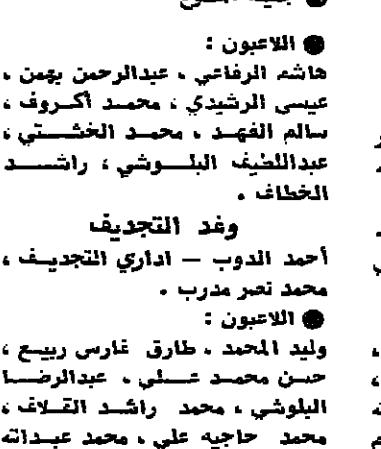 ● اللاعبون :
هاشم الرفاعي ، عبدالرحمن بهمن ،
عيسى الرشيدي ، محمد أكروف ،
سالم الفهد ، محمد الخشتي ،
عبداللطيف البلوشي ، راشد
الخطاف .
وفد التجديف
أحمد الدوب — اداري التجديف ،
محمد نصر مدرب .
● اللاعبون :
وليد المحمد ، طارق فارس ربيع ،
حسن محمد علي ، عبدالرضا
البلوشي ، محمد راشد القلاف ،
محمد حاجيه علي ، محمد عبدالله